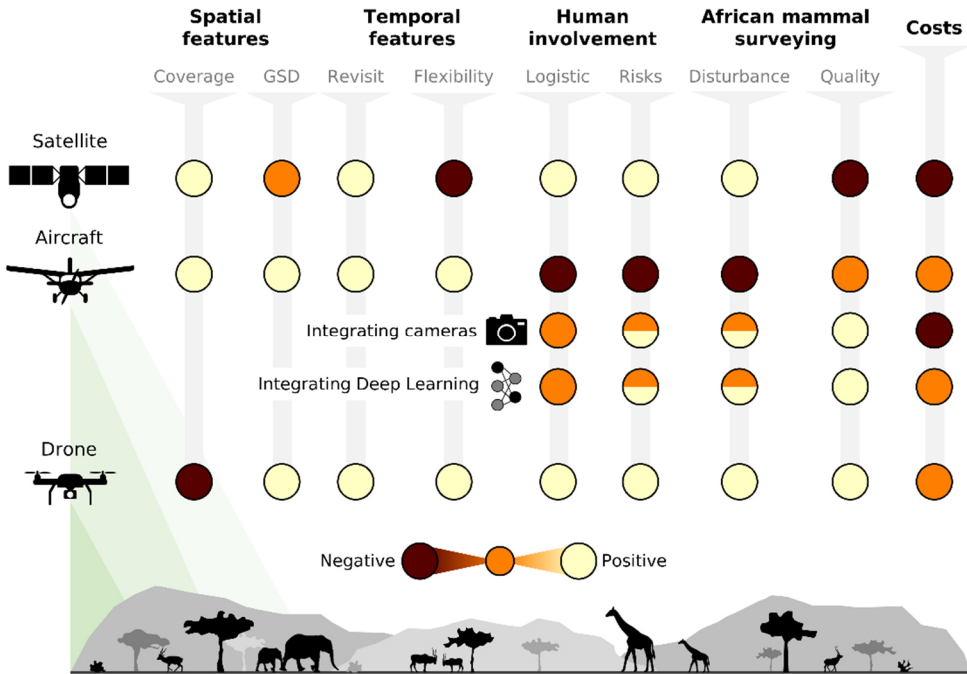 Spatial
features
Temporal
features
Human
involvement
African mammal
surveying
Costs
Coverage
GSD
Revisit
Flexibility
Logistic
Risks
Disturbance
Quality
Satellite
Aircraft
Integrating cameras
Integrating Deep Learning
Drone
Negative
Positive